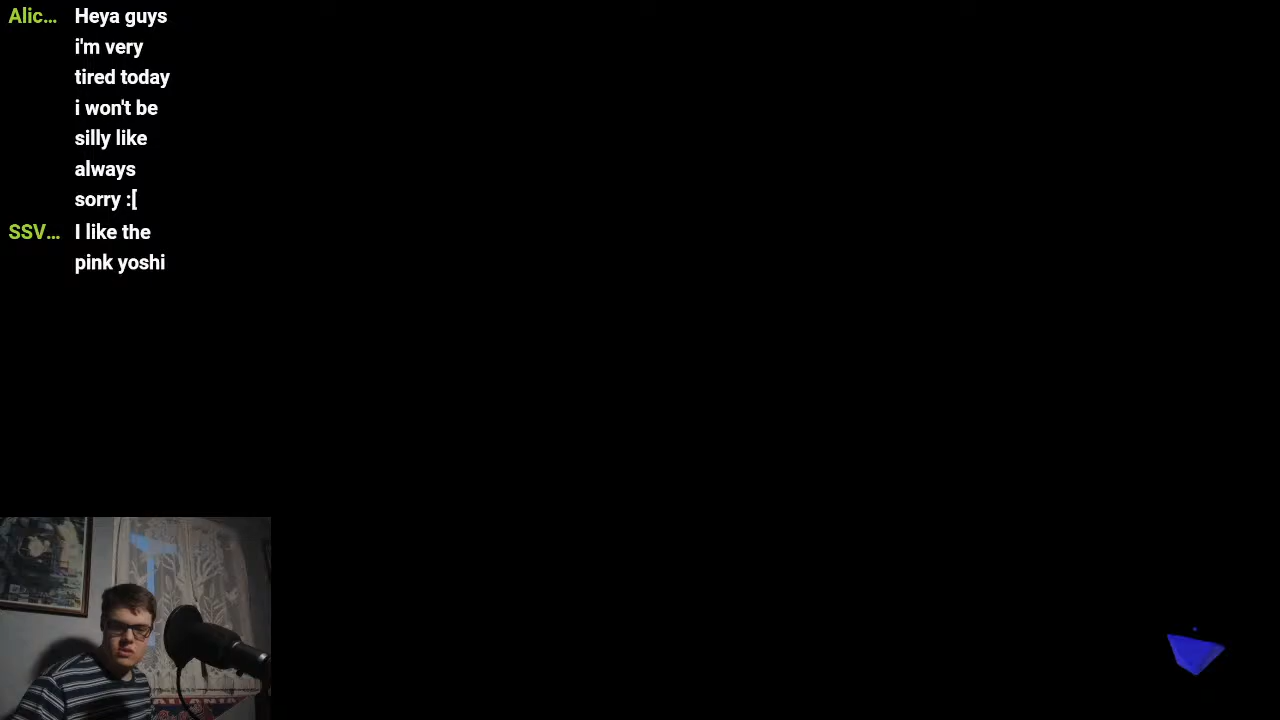 Alic... Heya guys
i'm very
tired today
i won't be
silly like
always
sorry :[
SSV... I like the
pink yoshi